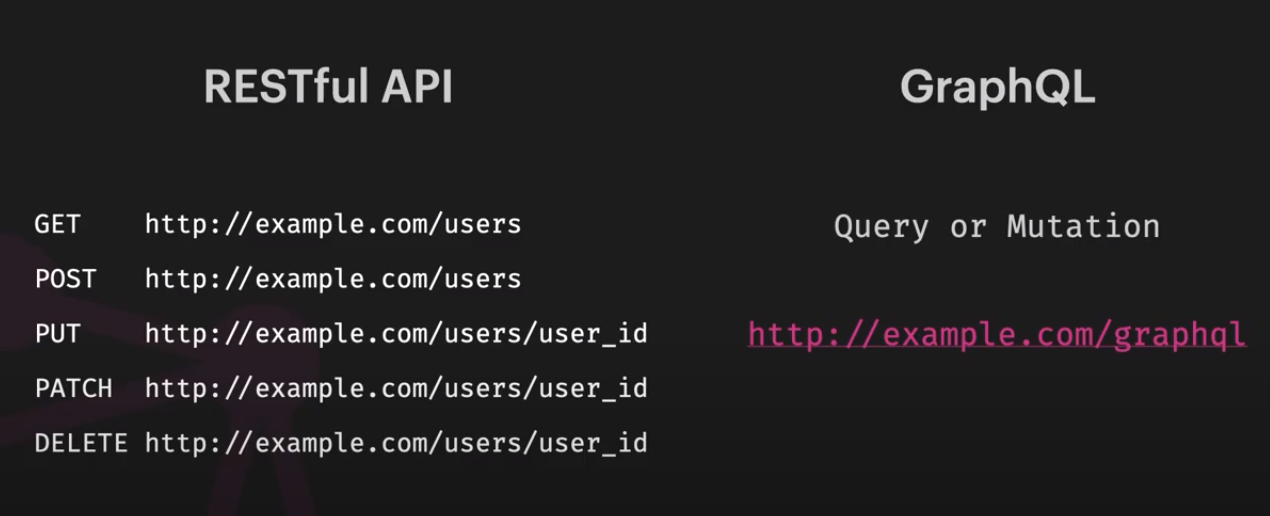 RESTful API
GET http://example.com/users
POST http://example.com/users
PUT http://example.com/users/user_id
PATCH http://example.com/users/user_id
DELETE http://example.com/users/user_id
GraphQL
Query or Mutation
http://example.com/graphql